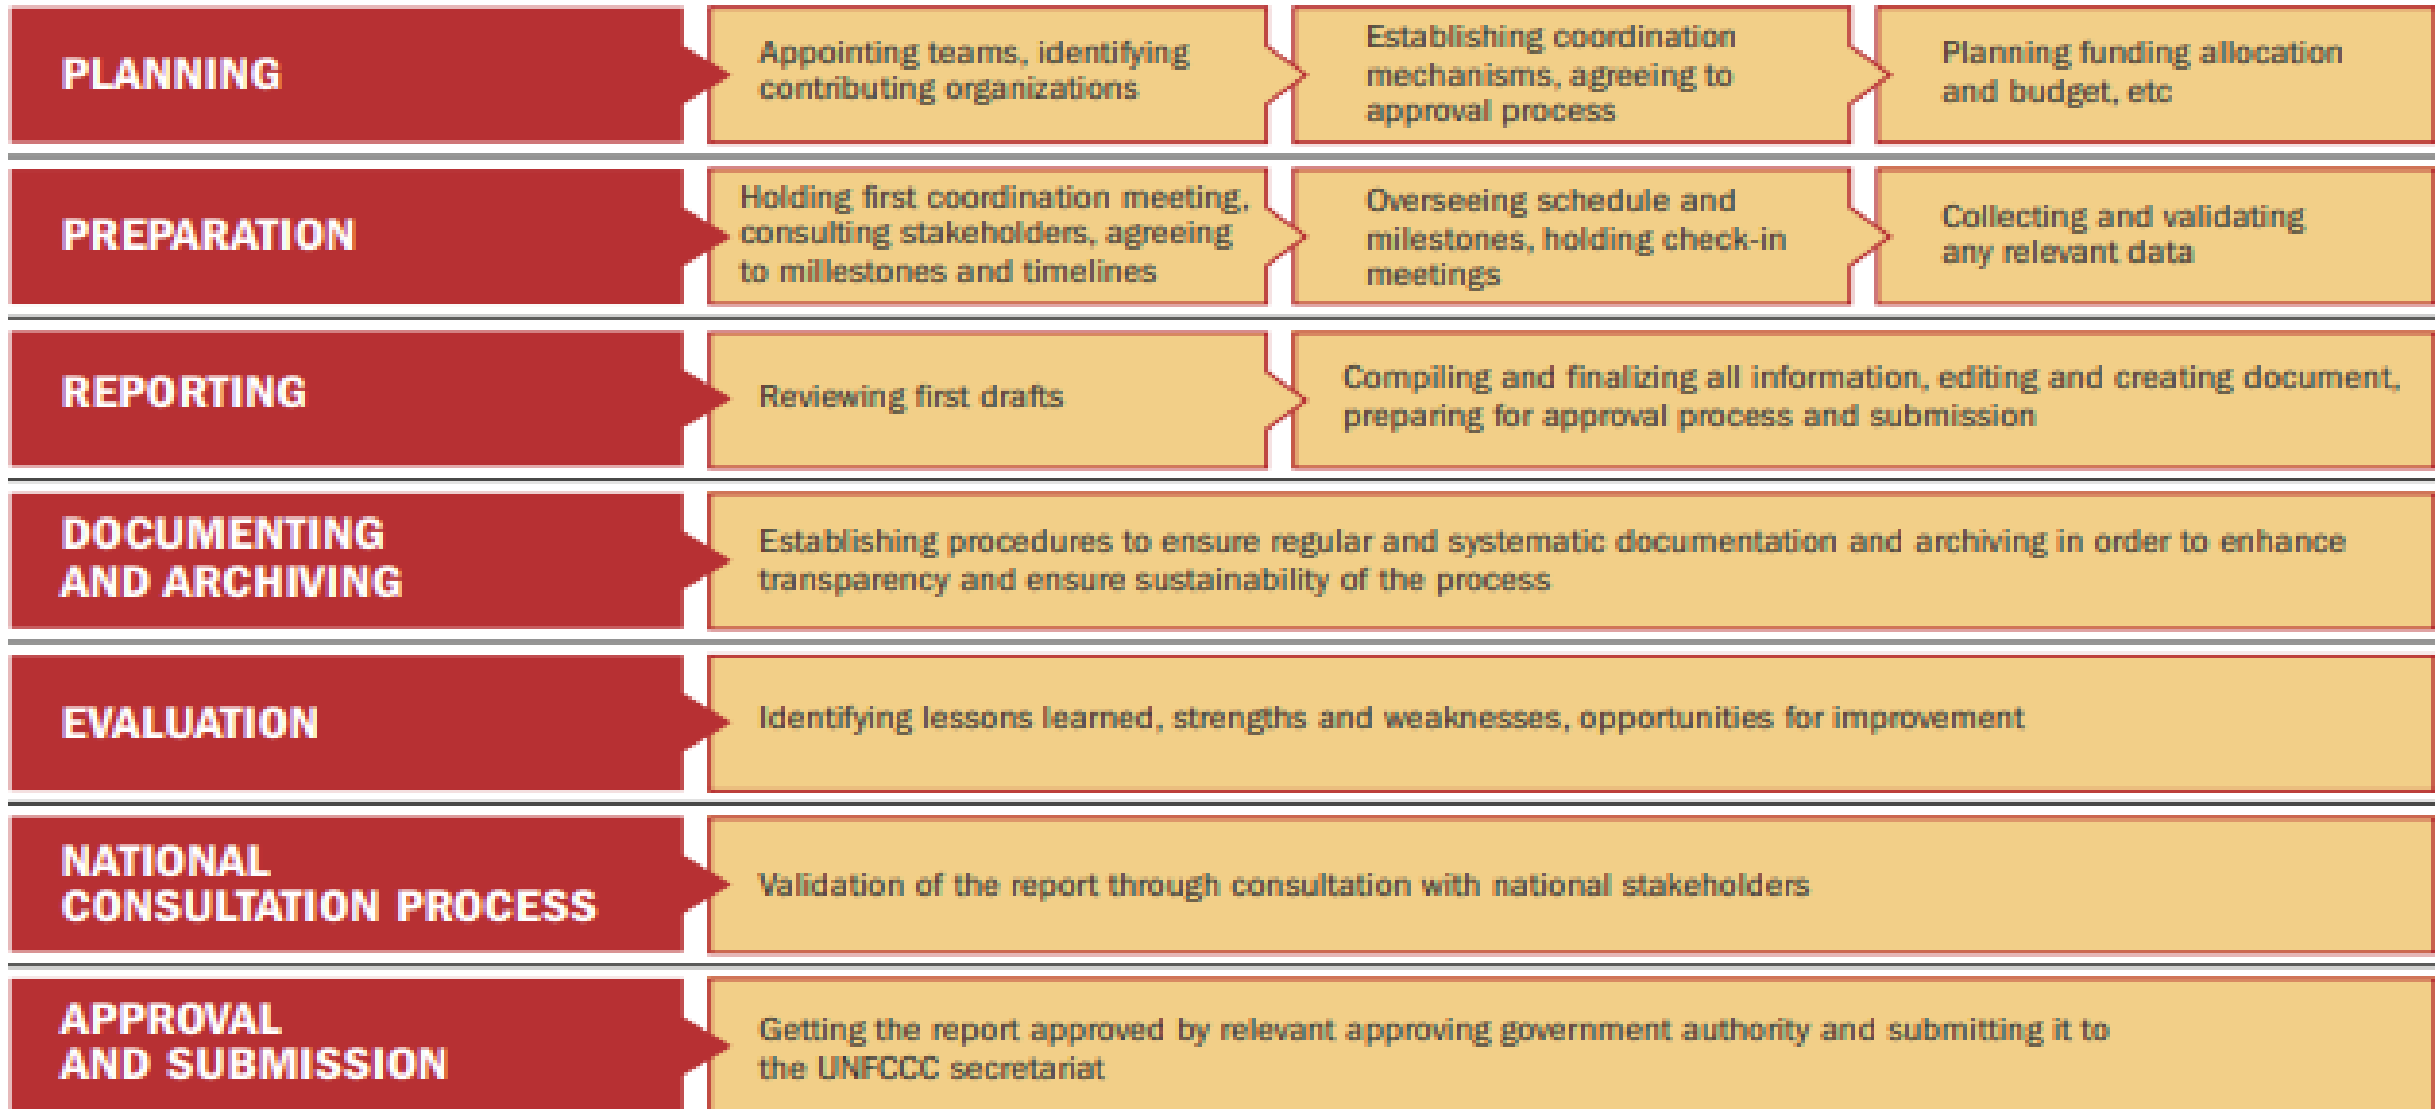 PLANNING
Appointing teams, identifying
contributing organizations
Establishing coordination
mechanisms, agreeing to
approval process
Planning funding allocation
and budget, etc
PREPARATION
Holding first coordination meeting,
consulting stakeholders, agreeing
to millestones and timelines
Overseeing schedule and
milestones, holding check-in
meetings
Collecting and validating
any relevant data
REPORTING
Reviewing first drafts
Compiling and finalizing all information, editing and creating document,
preparing for approval process and submission
DOCUMENTING
AND ARCHIVING
Establishing procedures to ensure regular and systematic documentation and archiving in order to enhance
transparency and ensure sustainability of the process
EVALUATION
Identifying lessons learned, strengths and weaknesses, opportunities for improvement
NATIONAL
CONSULTATION PROCESS
Validation of the report through consultation with national stakeholders
APPROVAL
AND SUBMISSION
Getting the report approved by relevant approving government authority and submitting it to
the UNFCCC secretariat